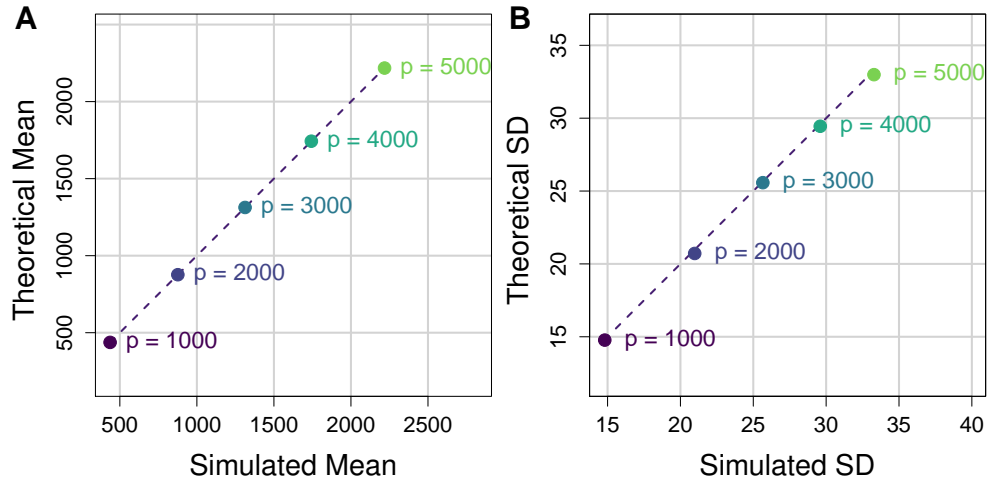 A
Theoretical Mean
2000
1500
1000
500
p = 5000
p = 4000
p = 3000
p = 2000
p = 1000
500 1000 1500 2000 2500
Simulated Mean
B
Theoretical SD
35
30
25
20
15
p = 5000
p = 4000
p = 3000
p = 2000
p = 1000
15 20 25 30 35 40
Simulated SD